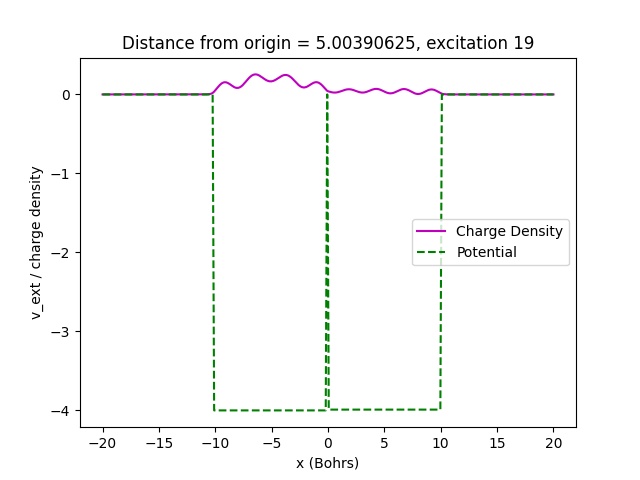 Distance from origin = 5.00390625, excitation 19
v_ext / charge density
0
−1
−2
−3
−4
Charge Density
Potential
−20
−15
−10
−5
0
5
10
15
20
x (Bohrs)